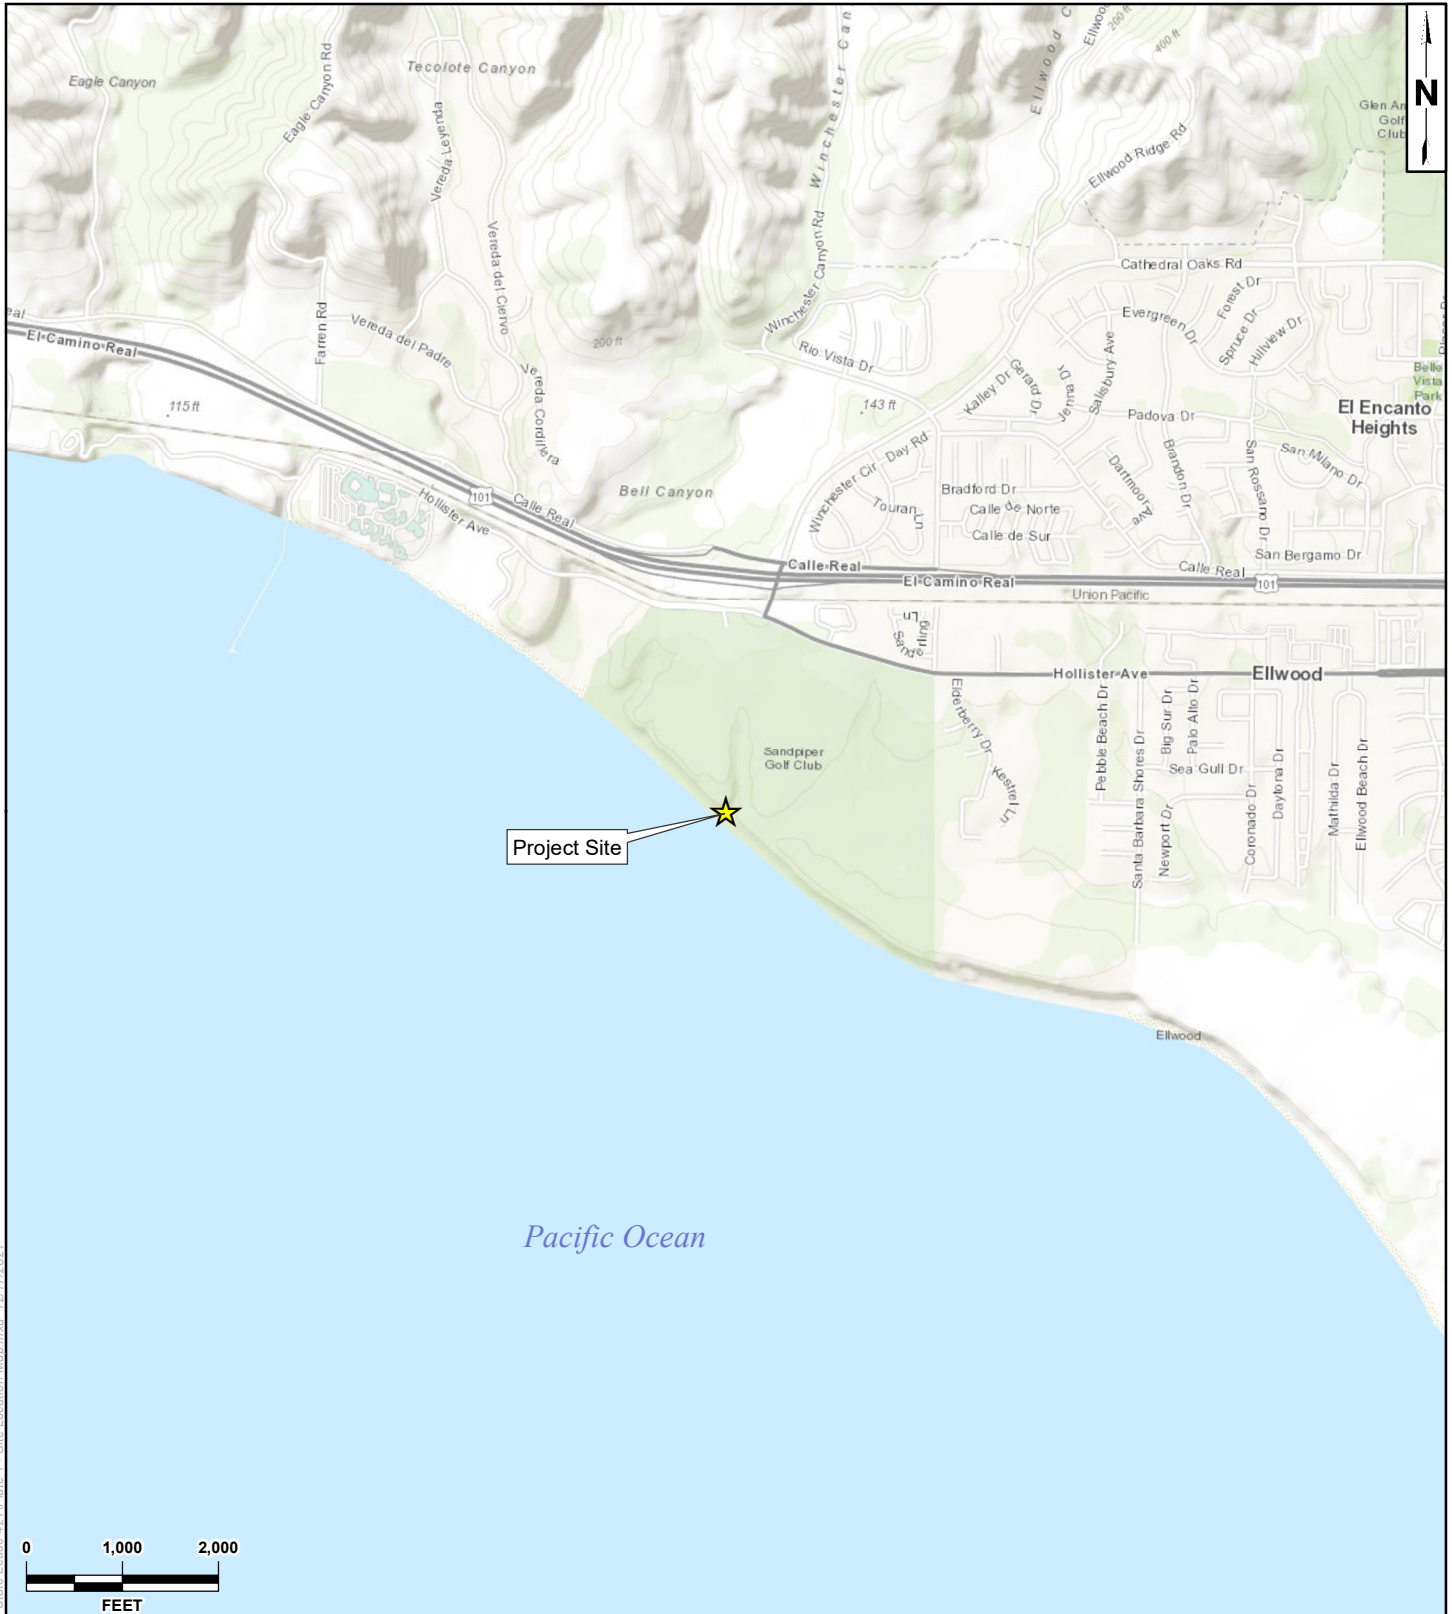 N
Eagle Canyon
Tecolote Canyon
Eagle Canyon Rd
Vereda Leyenda
Winchester Can
Ellwood C
200 ft
400 ft
Glen An
Golf
Club
Ellwood Ridge Rd
Winchester Canyon Rd
Vereda del Ciervo
Cathedral Oaks Rd
Forest Dr
Evergreen Dr
Spruce Dr
Hillview Dr
eal
El Camino Real
Farren Rd
Vereda del Padre
200 ft
Rio Vista Dr
Salisbury Ave
Belle
Vista
Park
Vereda Cordillera
Kalley Dr
Gerard Dr
Jenna Dr
115 ft
143 ft
Padova Dr
El Encanto
Heights
Winchester Cir
Day Rd
San Milano Dr
San Rossano Dr
Brandon Dr
Dartmoor Ave
Bell Canyon
Bradford Dr
Calle de Norte
Touran Ln
Calle de Sur
101
Calle Real
Hollister Ave
San Bergamo Dr
Calle Real
El Camino Real
Calle Real
101
Union Pacific
Sanderling
Ln
Hollister Ave
Ellwood
Elderberry Dr
Pebble Beach Dr
Big Sur Dr
Palo Alto Dr
Santa Barbara Shores Dr
Sandpiper
Golf Club
Sea Gull Dr
Kestrel Ln
Newport Dr
Coronado Dr
Daytona Dr
Mathilda Dr
Ellwood Beach Dr
Project Site
Ellwood
Pacific Ocean
0 1,000 2,000
FEET